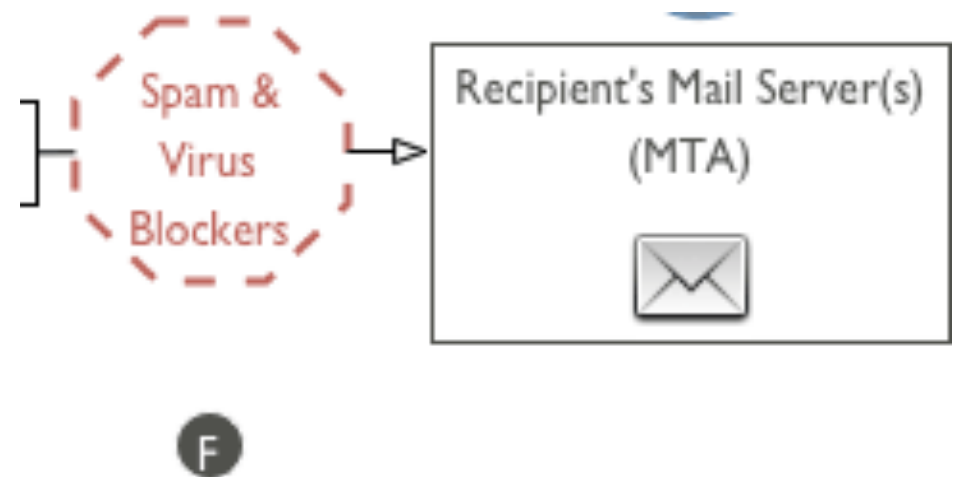 Spam &
Virus
Blockers
Recipient's Mail Server(s)
(MTA)
F